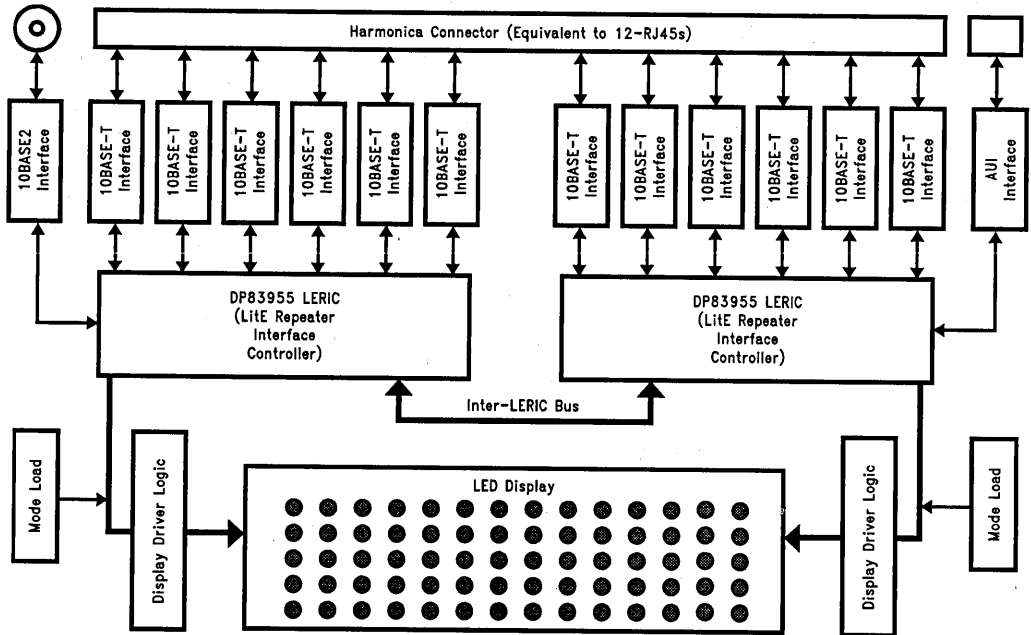 Harmonica Connector (Equivalent to 12-RJ45s)
10BASE2
Interface
10BASE-T
Interface
10BASE-T
Interface
10BASE-T
Interface
10BASE-T
Interface
10BASE-T
Interface
10BASE-T
Interface
10BASE-T
Interface
10BASE-T
Interface
10BASE-T
Interface
10BASE-T
Interface
10BASE-T
Interface
10BASE-T
Interface
AUI
Interface
DP83955 LERIC
(LitE Repeater
Interface
Controller)
DP83955 LERIC
(LitE Repeater
Interface
Controller)
Inter-LERIC Bus
Mode Load
Display Driver Logic
LED Display
Display Driver Logic
Mode Load